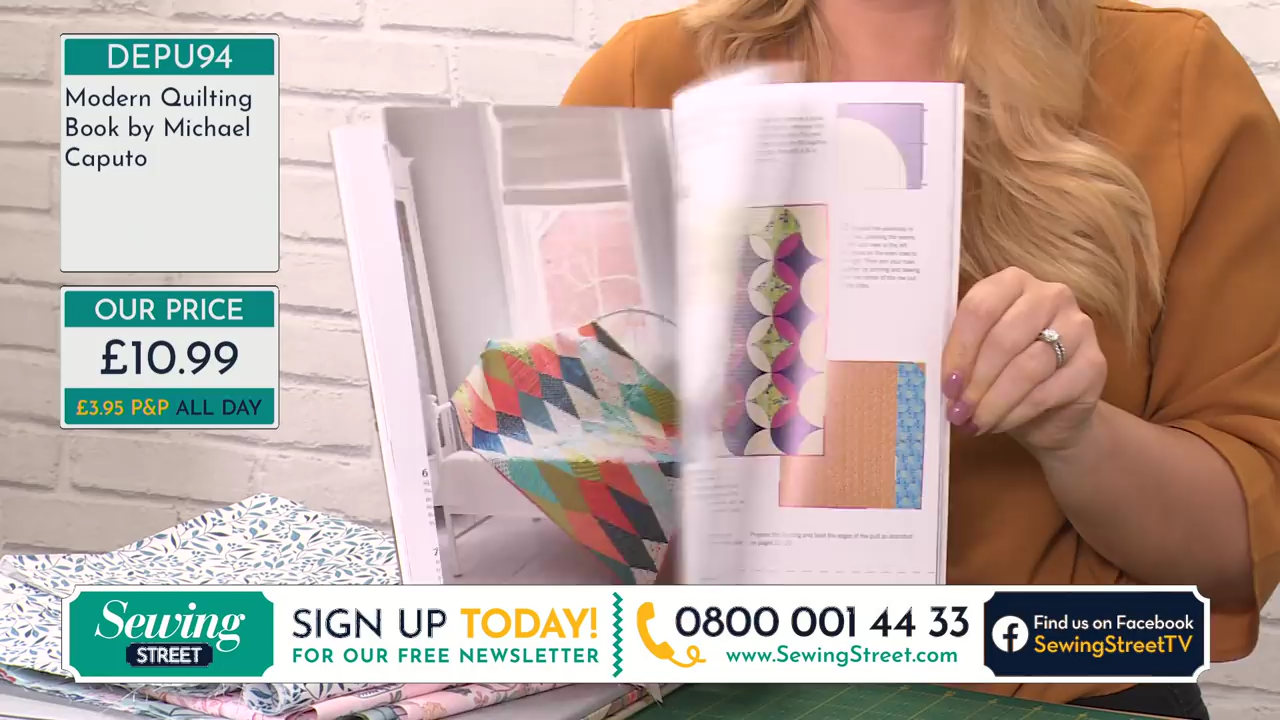 DEPU94
Modern Quilting
Book by Michael
Caputo
OUR PRICE
£10.99
£3.95 P&P ALL DAY
Sewing
STREET
SIGN UP TODAY!
FOR OUR FREE NEWSLETTER
0800 001 44 33
www.SewingStreet.com
Find us on Facebook
SewingStreetTV